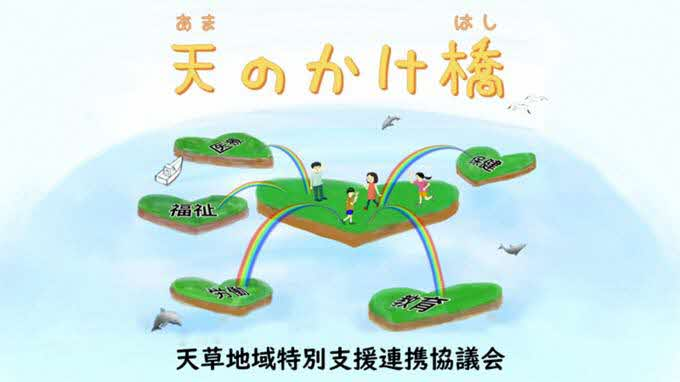 あま はし
天のかけ橋
医療
保健
福祉
労働
教育
天草地域特別支援連携協議会